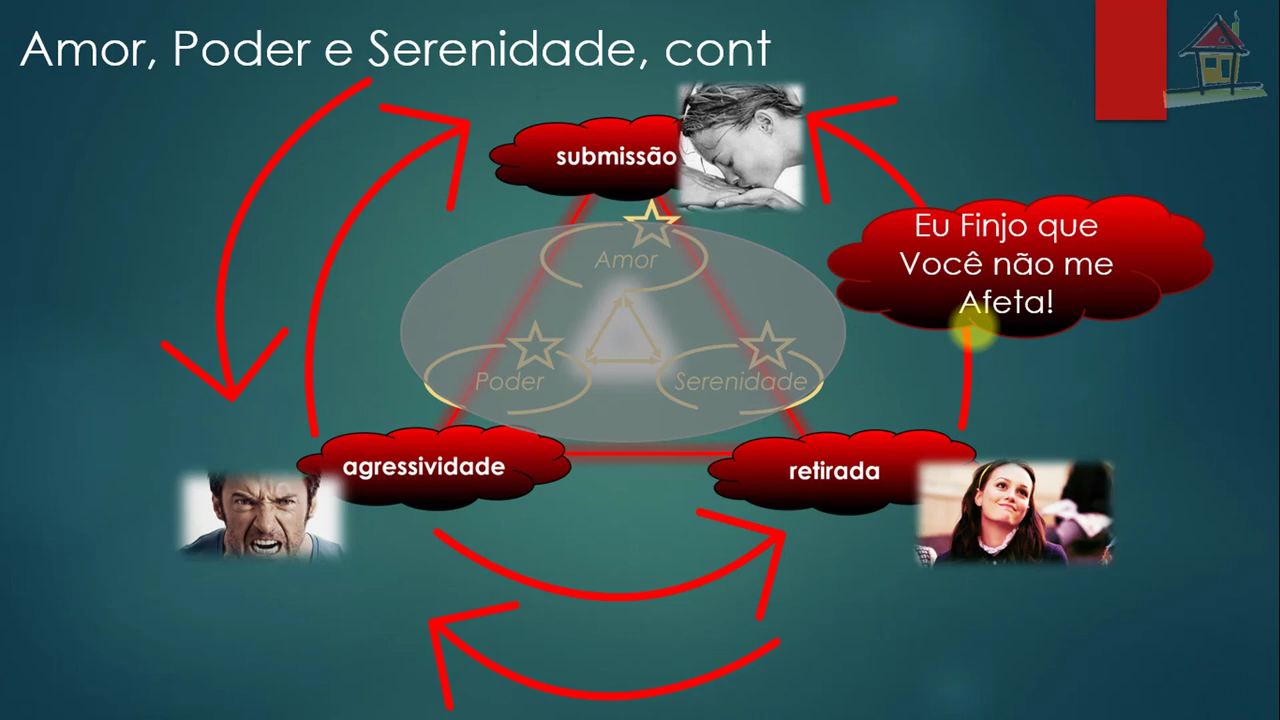 Amor, Poder e Serenidade, cont
submissão
Eu Finjo que
Você não me
Afeta!
Amor
Poder
Serenidade
agressividade
retirada